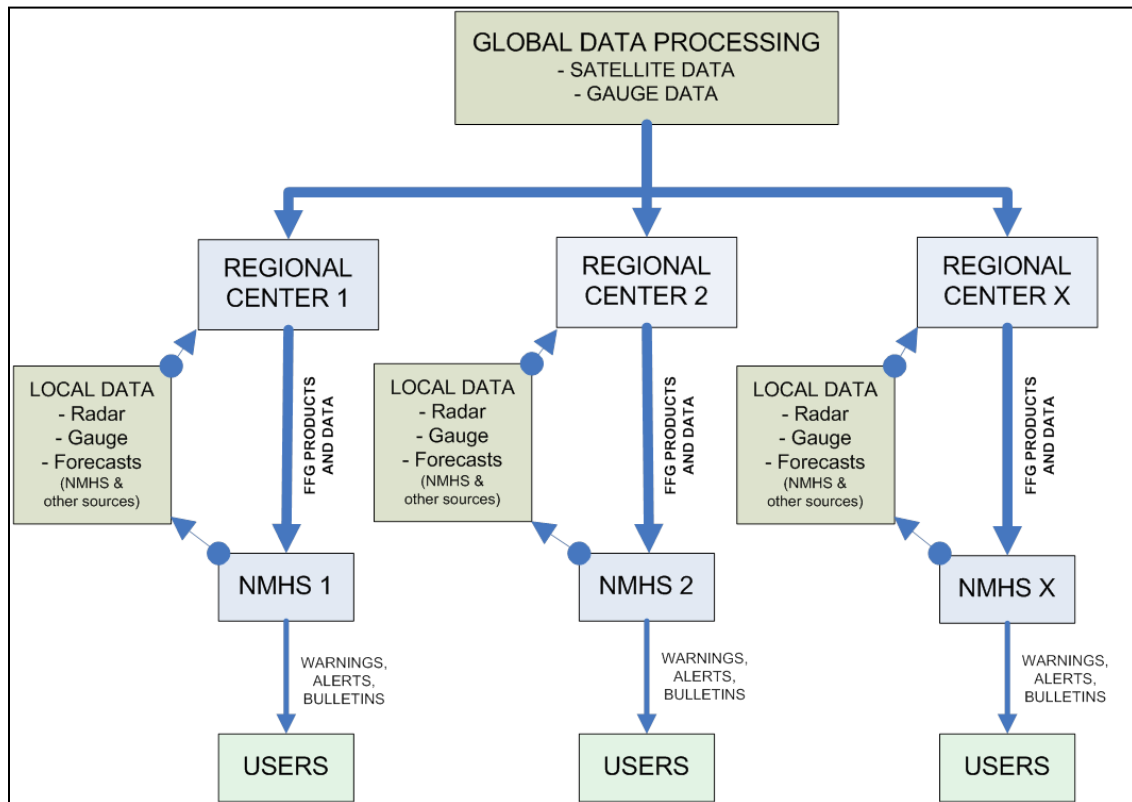 GLOBAL DATA PROCESSING
- SATELLITE DATA
- GAUGE DATA
REGIONAL
CENTER 1
REGIONAL
CENTER 2
REGIONAL
CENTER X
LOCAL DATA
- Radar
- Gauge
- Forecasts
(NMHS &
other sources)
FFG PRODUCTS
AND DATA
LOCAL DATA
- Radar
- Gauge
- Forecasts
(NMHS &
other sources)
FFG PRODUCTS
AND DATA
LOCAL DATA
- Radar
- Gauge
- Forecasts
(NMHS &
other sources)
FFG PRODUCTS
AND DATA
NMHS 1
NMHS 2
NMHS X
WARNINGS,
ALERTS,
BULLETINS
WARNINGS,
ALERTS,
BULLETINS
WARNINGS,
ALERTS,
BULLETINS
USERS
USERS
USERS